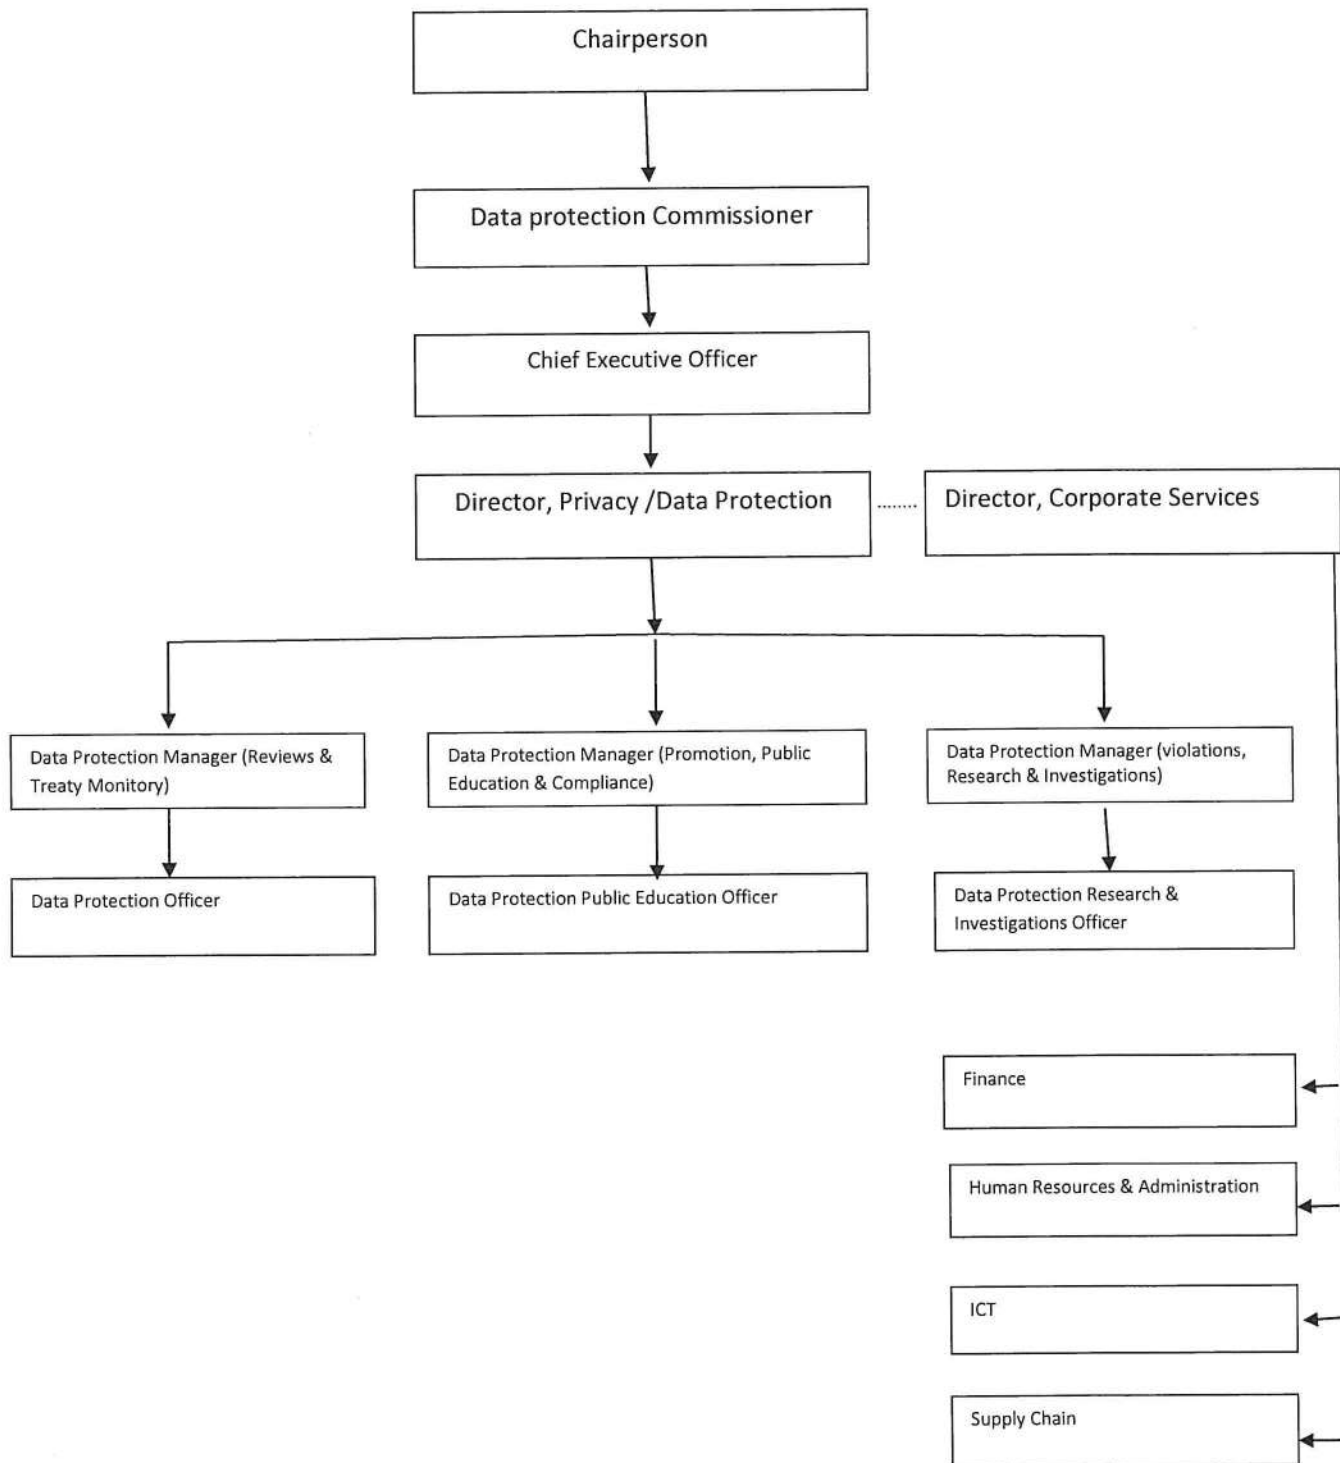 Chairperson
Data protection Commissioner
Chief Executive Officer
Director, Privacy /Data Protection ........ Director, Corporate Services
Data Protection Manager (Reviews &
Treaty Monitory)
Data Protection Manager (Promotion, Public
Education & Compliance)
Data Protection Manager (violations,
Research & Investigations)
Data Protection Officer
Data Protection Public Education Officer
Data Protection Research &
Investigations Officer
Finance
Human Resources & Administration
ICT
Supply Chain